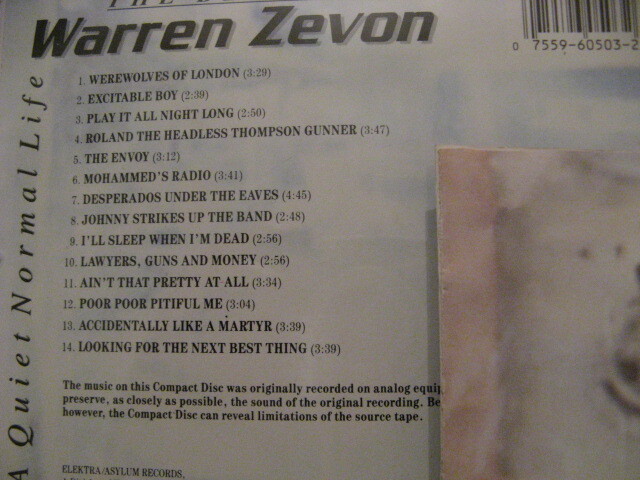 Warren Zevon
0 7559-60503-2
A Quiet Normal Life
1. WEREWOLVES OF LONDON (3:29)
2. EXCITABLE BOY (2:39)
3. PLAY IT ALL NIGHT LONG (2:50)
4. ROLAND THE HEADLESS THOMPSON GUNNER (3:47)
5. THE ENVOY (3:12)
6. MOHAMMED'S RADIO (3:41)
7. DESPERADOS UNDER THE EAVES (4:45)
8. JOHNNY STRIKES UP THE BAND (2:48)
9. I'LL SLEEP WHEN I'M DEAD (2:56)
10. LAWYERS, GUNS AND MONEY (2:56)
11. AIN'T THAT PRETTY AT ALL (3:34)
12. POOR POOR PITIFUL ME (3:04)
13. ACCIDENTALLY LIKE A MARTYR (3:39)
14. LOOKING FOR THE NEXT BEST THING (3:39)
The music on this Compact Disc was originally recorded on analog equip
preserve, as closely as possible, the sound of the original recording. Be
however, the Compact Disc can reveal limitations of the source tape.
ELEKTRA/ASYLUM RECORDS,